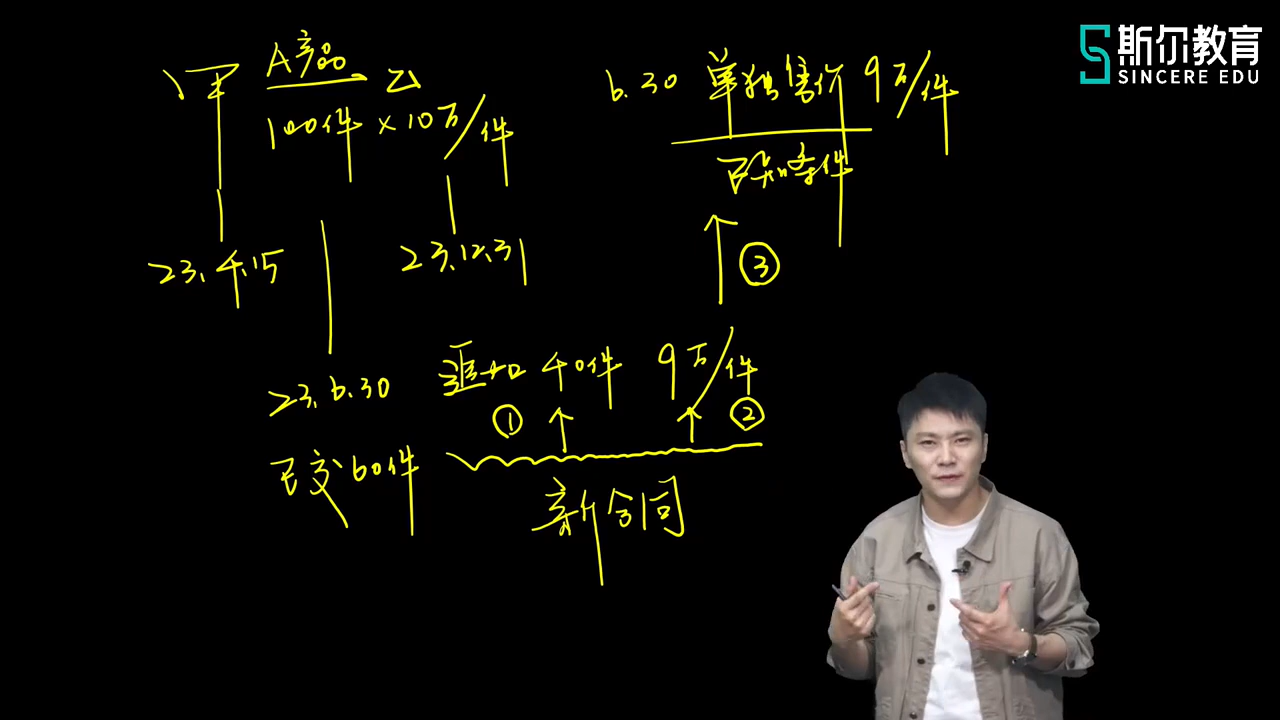 甲 A产品 乙
100件 × 10万/件
23.4.15 23.12.31
23.6.30 追加 40件 9万/件
① ②
已交60件
新合同
6.30 单独售价 9万/件
已知条件
③
斯尔教育
SINCERE EDU